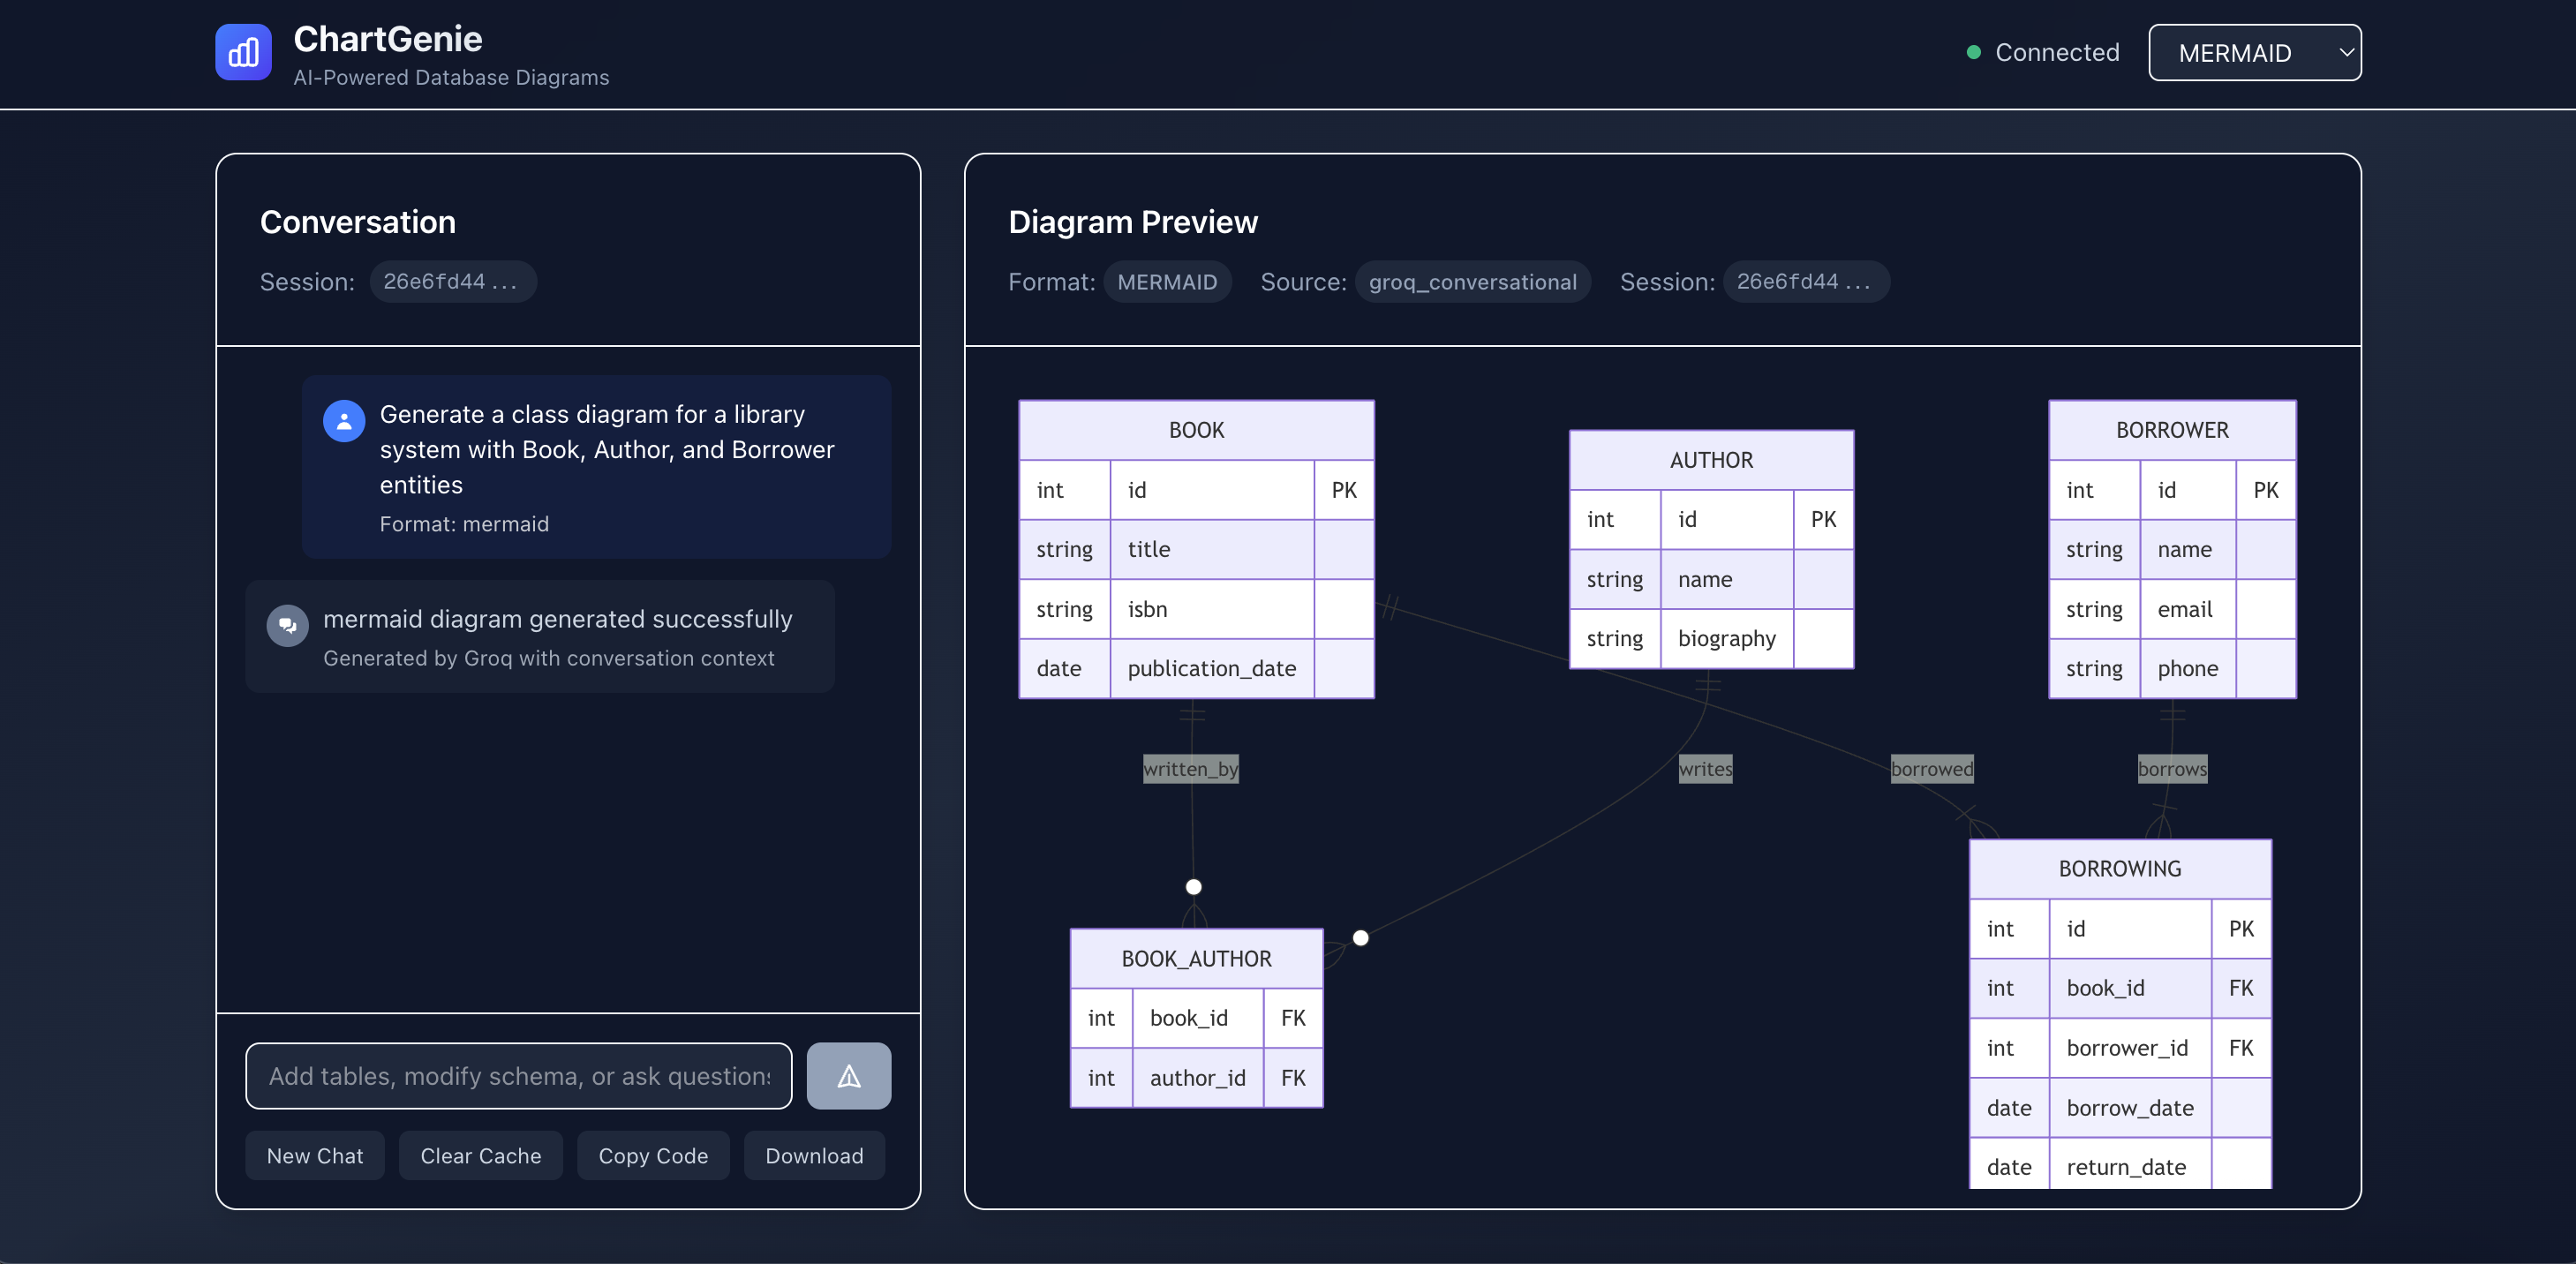 ChartGenie
AI-Powered Database Diagrams
Connected
MERMAID
Conversation
Session: 26e6fd44...
Generate a class diagram for a library
system with Book, Author, and Borrower
entities
Format: mermaid
mermaid diagram generated successfully
Generated by Groq with conversation context
Add tables, modify schema, or ask questions
New Chat
Clear Cache
Copy Code
Download
Diagram Preview
Format: MERMAID Source: groq_conversational Session: 26e6fd44...
BOOK
int id PK
string title
string isbn
date publication_date
AUTHOR
int id PK
string name
string biography
BORROWER
int id PK
string name
string email
string phone
written_by
writes
borrowed
borrows
BOOK_AUTHOR
int book_id FK
int author_id FK
BORROWING
int id PK
int book_id FK
int borrower_id FK
date borrow_date
date return_date